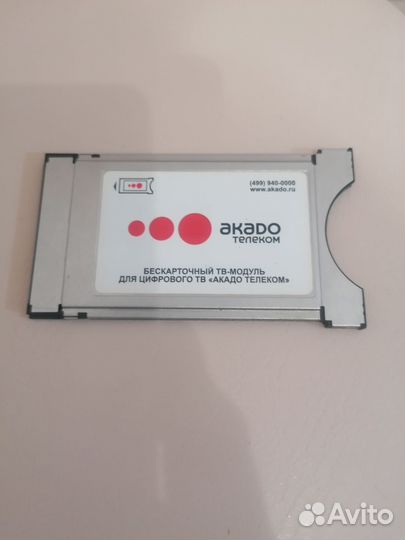 (499) 940-0000
www.akado.ru
акадо
телеком
БЕСКАРТОЧНЫЙ ТВ-МОДУЛЬ
ДЛЯ ЦИФРОВОГО ТВ «АКАДО ТЕЛЕКОМ»
Avito